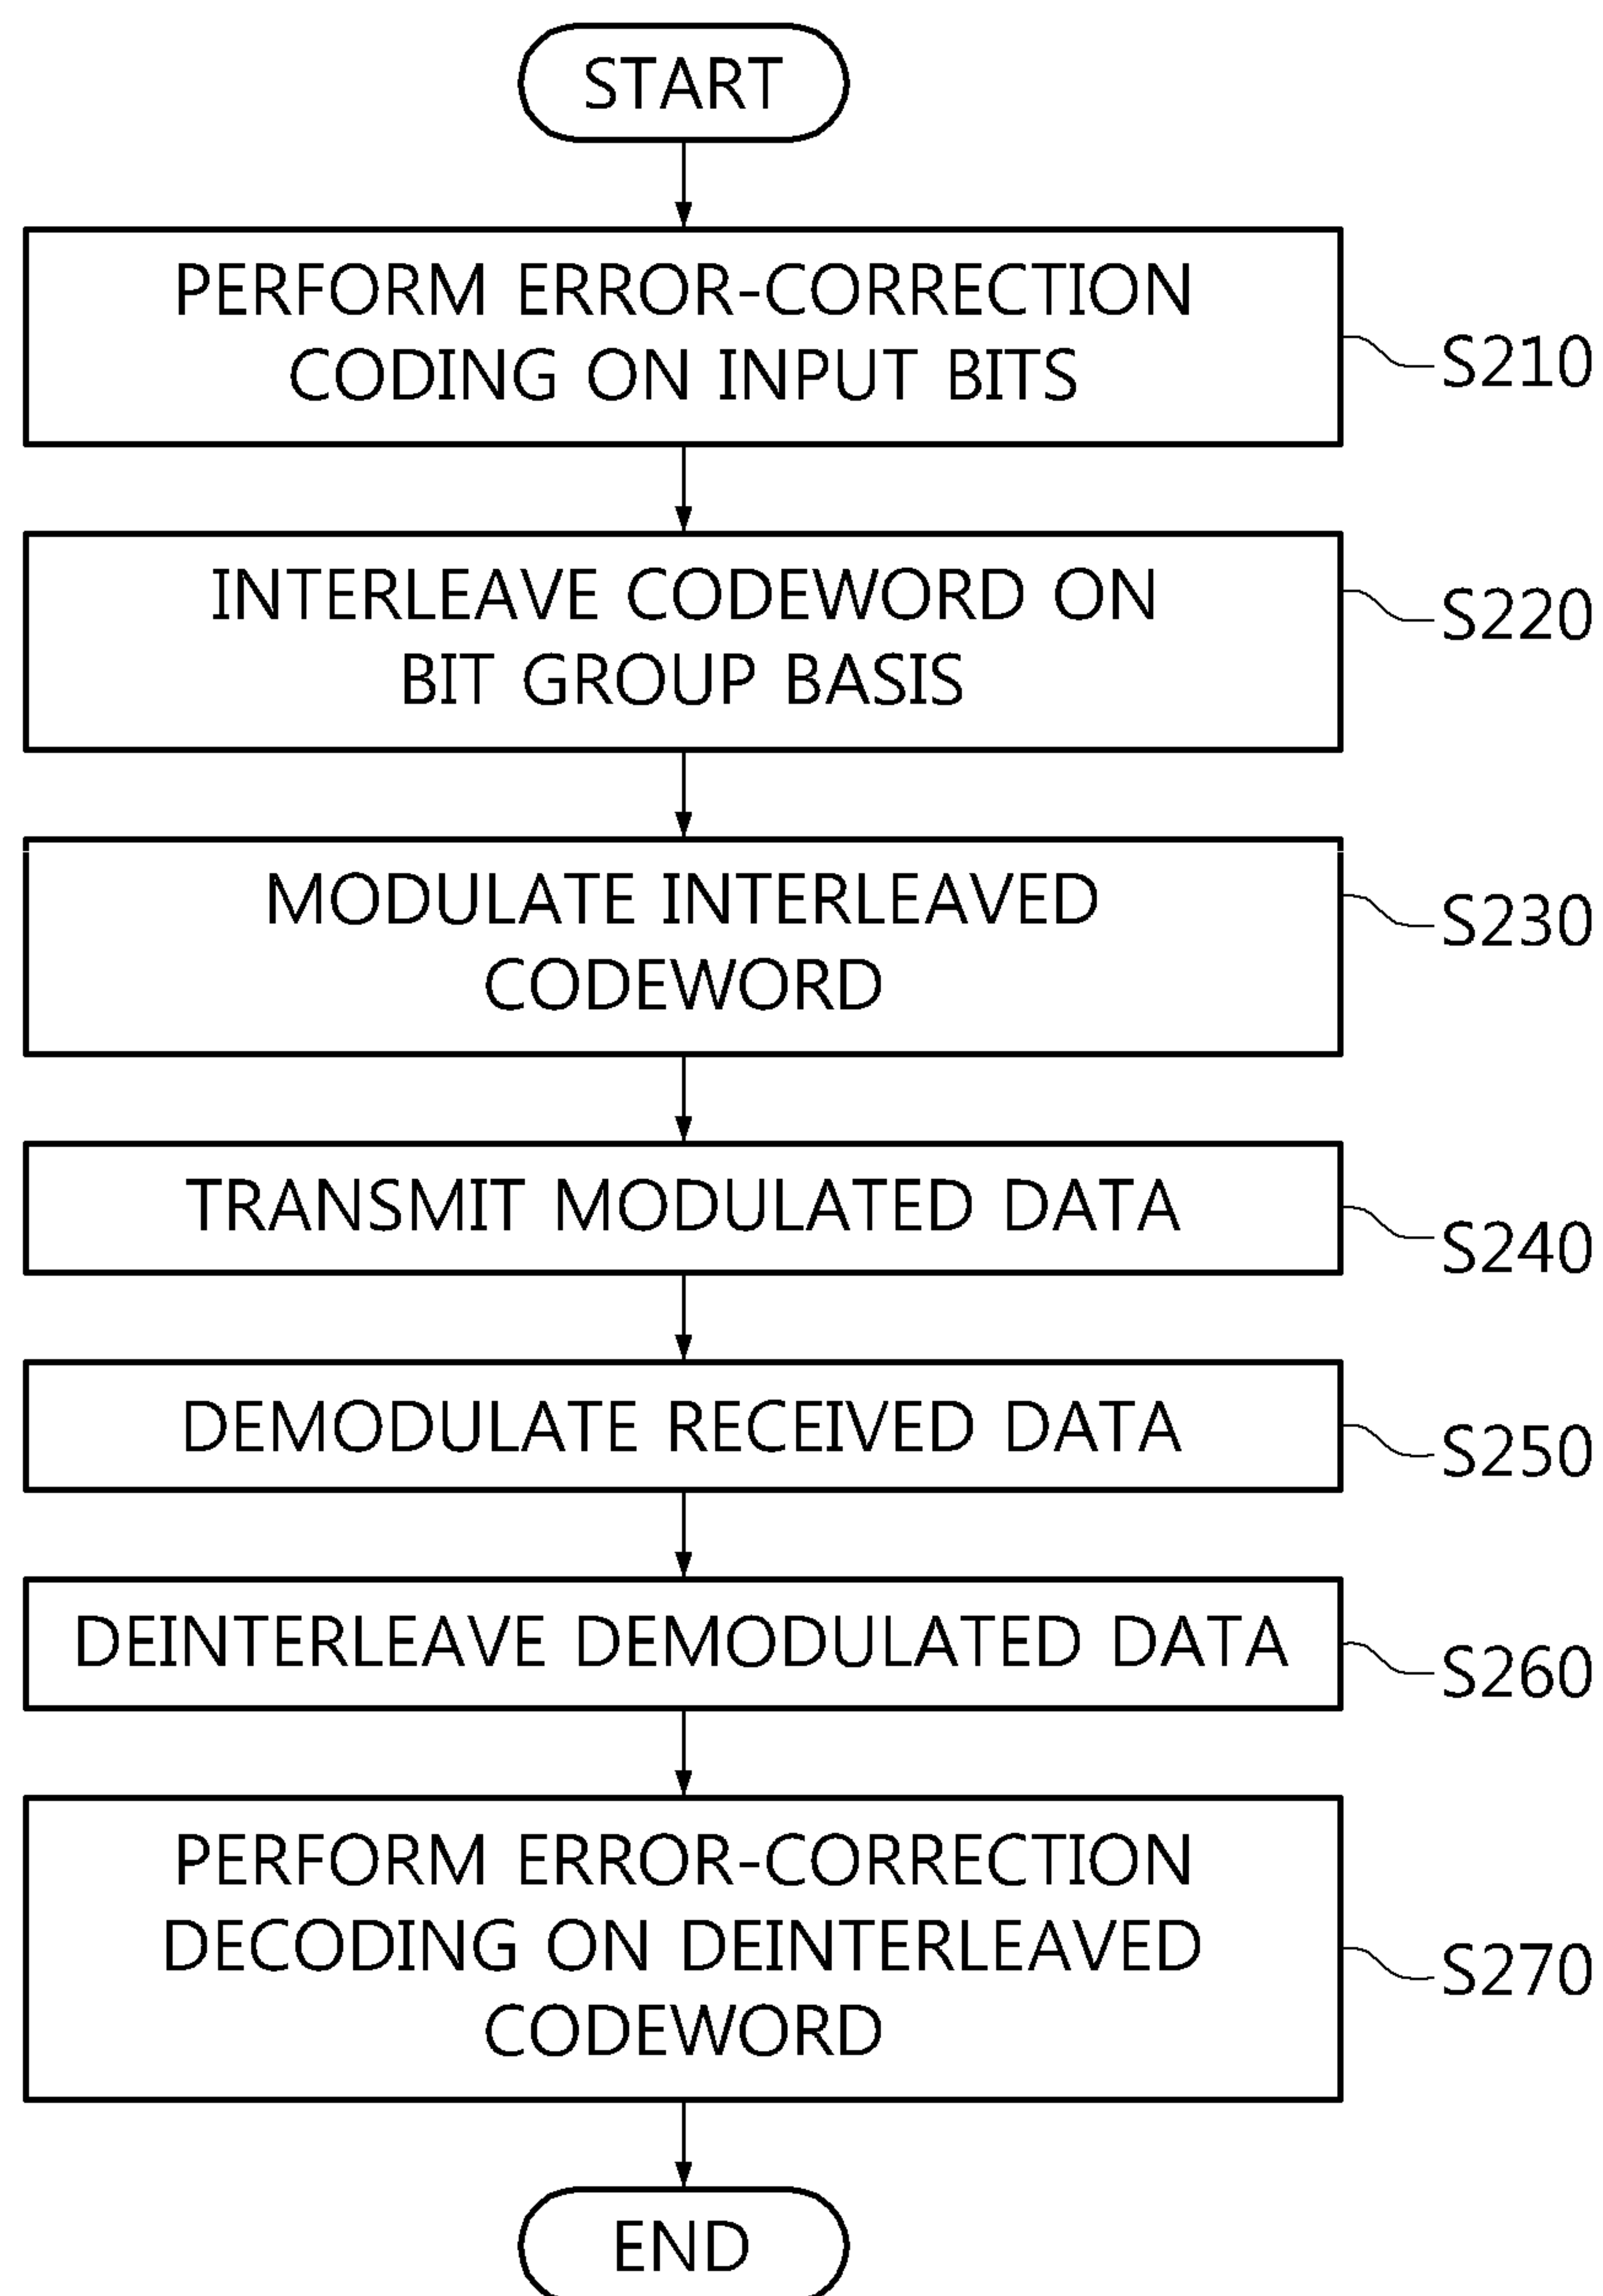 START
PERFORM ERROR-CORRECTION
CODING ON INPUT BITS
S210
INTERLEAVE CODEWORD ON
BIT GROUP BASIS
S220
MODULATE INTERLEAVED
CODEWORD
S230
TRANSMIT MODULATED DATA
S240
DEMODULATE RECEIVED DATA
S250
DEINTERLEAVE DEMODULATED DATA
S260
PERFORM ERROR-CORRECTION
DECODING ON DEINTERLEAVED
CODEWORD
S270
END